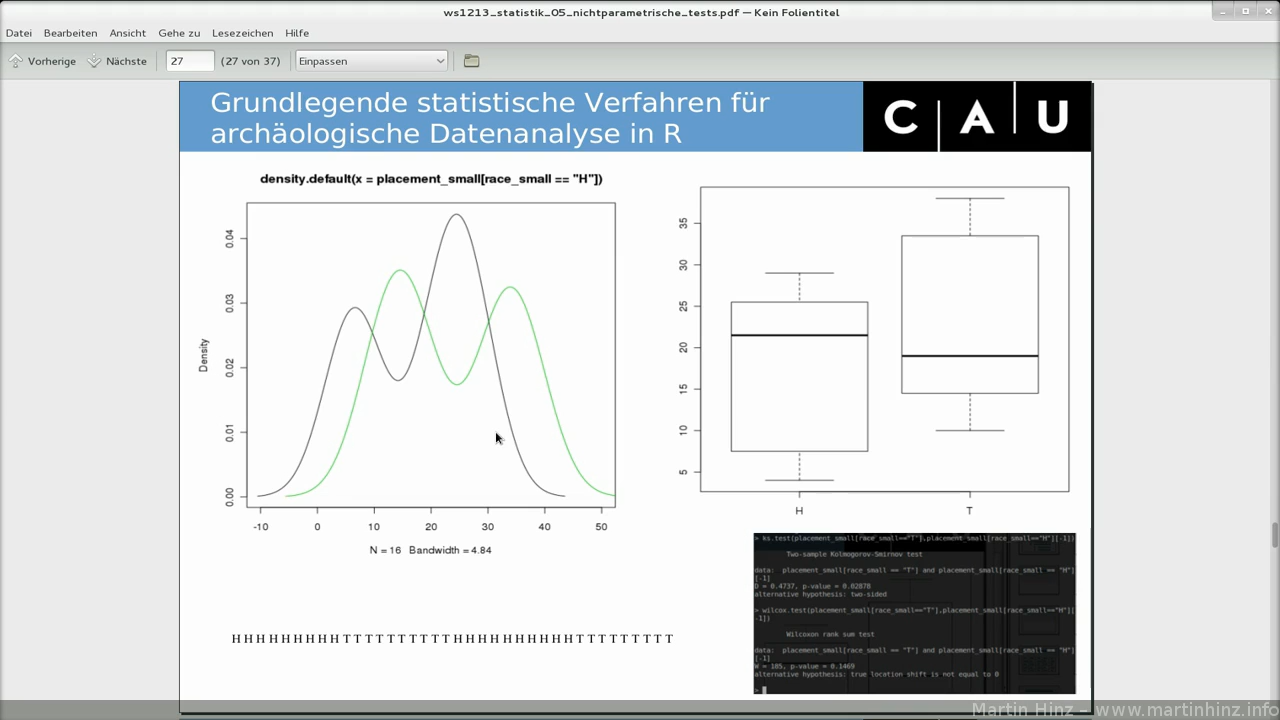 ws1213_statistik_05_nichtparametrische_tests.pdf — Kein Folientitel
Datei Bearbeiten Ansicht Gehe zu Lesezeichen Hilfe
Vorherige Nächste 27 (27 von 37) Einpassen
Grundlegende statistische Verfahren für
archäologische Datenanalyse in R
C A U
density.default(x = placement_small[race_small == "H"])
Density
0.00 0.01 0.02 0.03 0.04
-10 0 10 20 30 40 50
N = 16 Bandwidth = 4.84
5 10 15 20 25 30 35
H T
H H H H H H H H H T T T T T T T T T H H H H H H H H H H T T T T T T T T
> ks.test(placement_small[race_small=="T"],placement_small[race_small=="H"][-1])
Two-sample Kolmogorov-Smirnov test
data: placement_small[race_small == "T"] and placement_small[race_small == "H"]
[-1]
D = 0.4737, p-value = 0.02878
alternative hypothesis: two-sided
> wilcox.test(placement_small[race_small=="T"],placement_small[race_small=="H"][
-1])
Wilcoxon rank sum test
data: placement_small[race_small == "T"] and placement_small[race_small == "H"]
[-1]
W = 185, p-value = 0.1469
alternative hypothesis: true location shift is not equal to 0
>
Martin Hinz - www.martinhinz.info